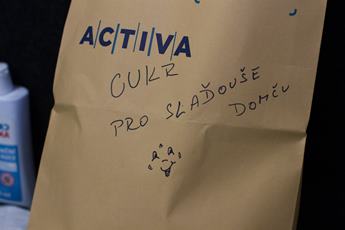 ACTIVA
CUKR
PRO SLAĎOUŠE
DOMČU